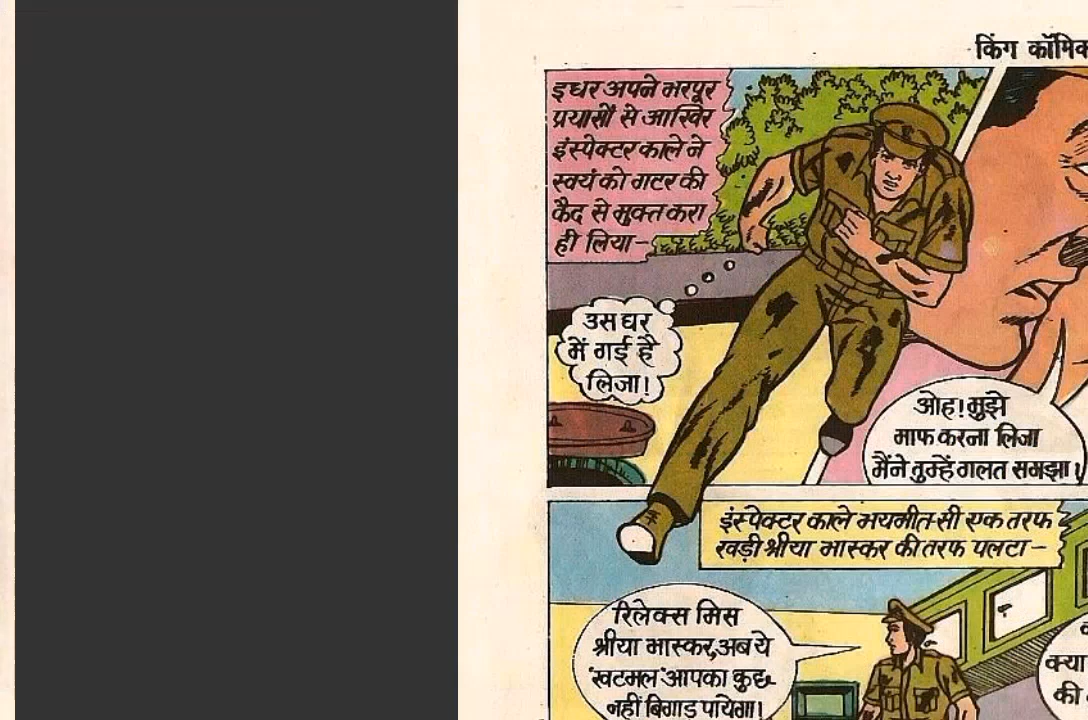 किंग कॉमिक
इधर अपने भरपूर
प्रयासों से आखिर
इंस्पेक्टर काले ने
स्वयं को गटर की
कैद से मुक्त करा
ही लिया—
उस घर
में गई है
लिजा!
ओह! मुझे
माफ करना लिजा
मैंने तुम्हें गलत समझा।
इंस्पेक्टर काले भयभीत-सी एक तरफ
खड़ी श्रीया भास्कर की तरफ पलटा—
रिलेक्स मिस
श्रीया भास्कर, अब ये
'खटमल' आपका कुछ
नहीं बिगाड़ पायेगा।
क्या
की